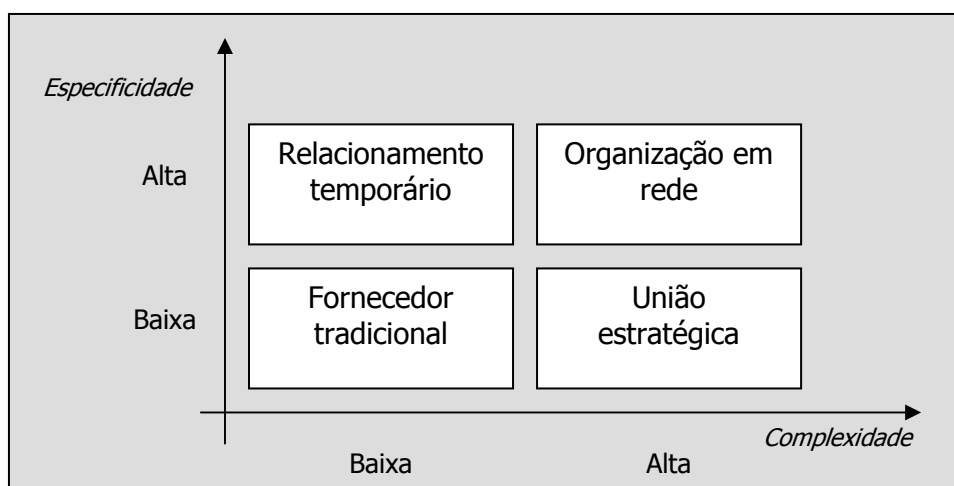 Especificidade
Alta
Relacionamento
temporário
Organização em
rede
Baixa
Fornecedor
tradicional
União
estratégica
Complexidade
Baixa
Alta